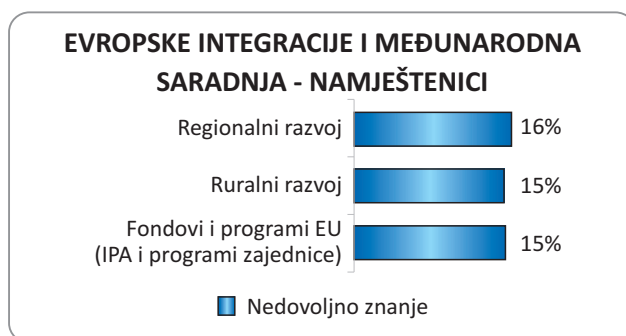 EVROPSKE INTEGRACIJE I MEĐUNARODNA
SARADNJA - NAMJEŠTENICI
Regionalni razvoj 16%
Ruralni razvoj 15%
Fondovi i programi EU
(IPA i programi zajednice) 15%
Nedovoljno znanje